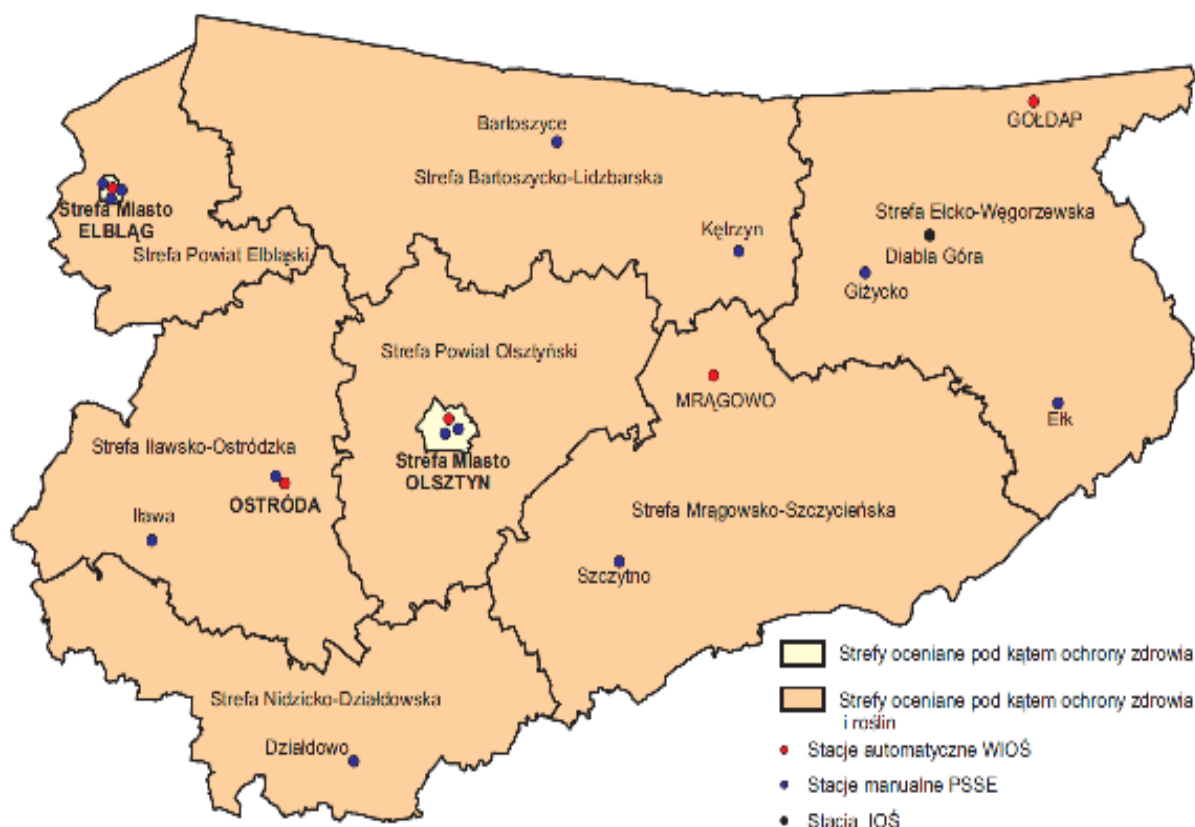 Bartoszyce
GOŁDAP
Strefa Bartoszycko-Lidzbarska
Strefa Miasto
ELBLĄG
Strefa Powiat Elbląski
Kętrzyn
Strefa Ełcko-Węgorzewska
Diabla Góra
Giżycko
Strefa Powiat Olsztyński
MRĄGOWO
Ełk
Strefa Iławsko-Ostródzka
Strefa Miasto
OLSZTYN
OSTRÓDA
Iława
Strefa Mrągowsko-Szczycieńska
Szczytno
Strefa Nidzicko-Działdowska
Działdowo
Strefy oceniane pod kątem ochrony zdrowia
Strefy oceniane pod kątem ochrony zdrowia
i roślin
Stacje automatyczne WIOŚ
Stacje manualne PSSE
Stacja IOŚ